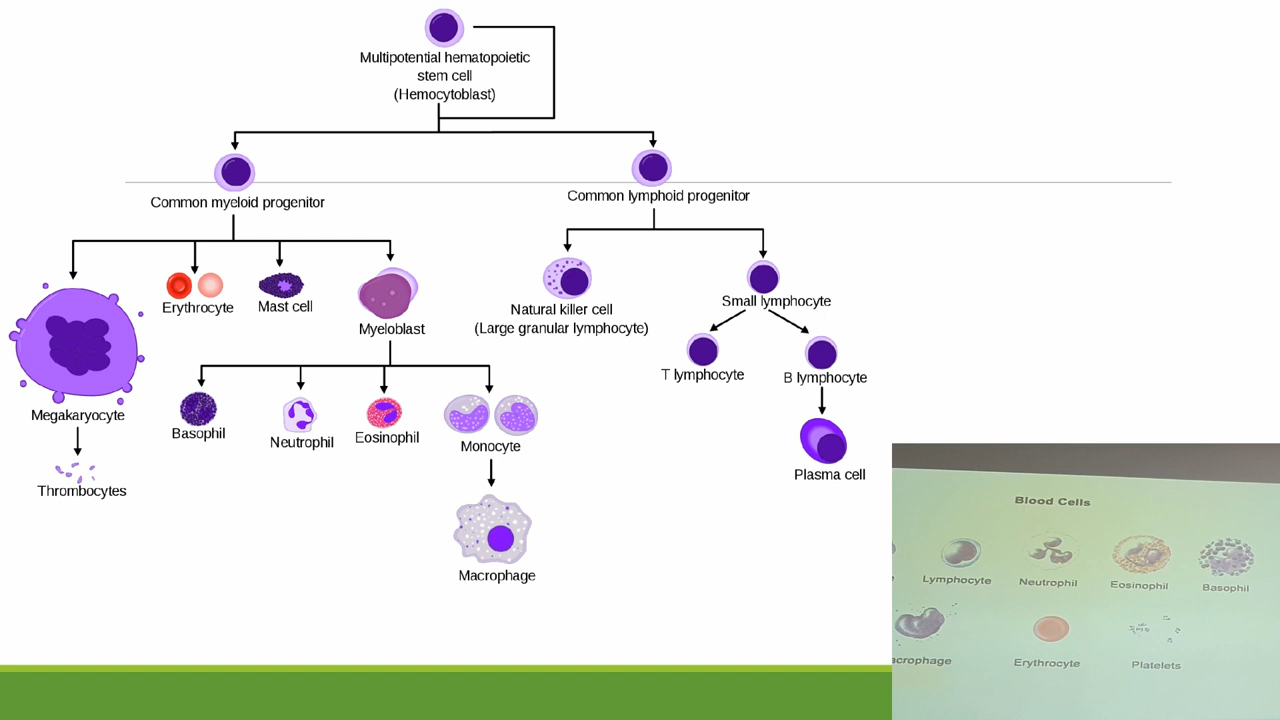 Multipotential hematopoietic
stem cell
(Hemocytoblast)
Common myeloid progenitor
Common lymphoid progenitor
Erythrocyte
Mast cell
Myeloblast
Natural killer cell
(Large granular lymphocyte)
Small lymphocyte
T lymphocyte
B lymphocyte
Megakaryocyte
Basophil
Neutrophil
Eosinophil
Monocyte
Plasma cell
Thrombocytes
Macrophage
Blood Cells
Lymphocyte
Neutrophil
Eosinophil
Basophil
acrophage
Erythrocyte
Platelets